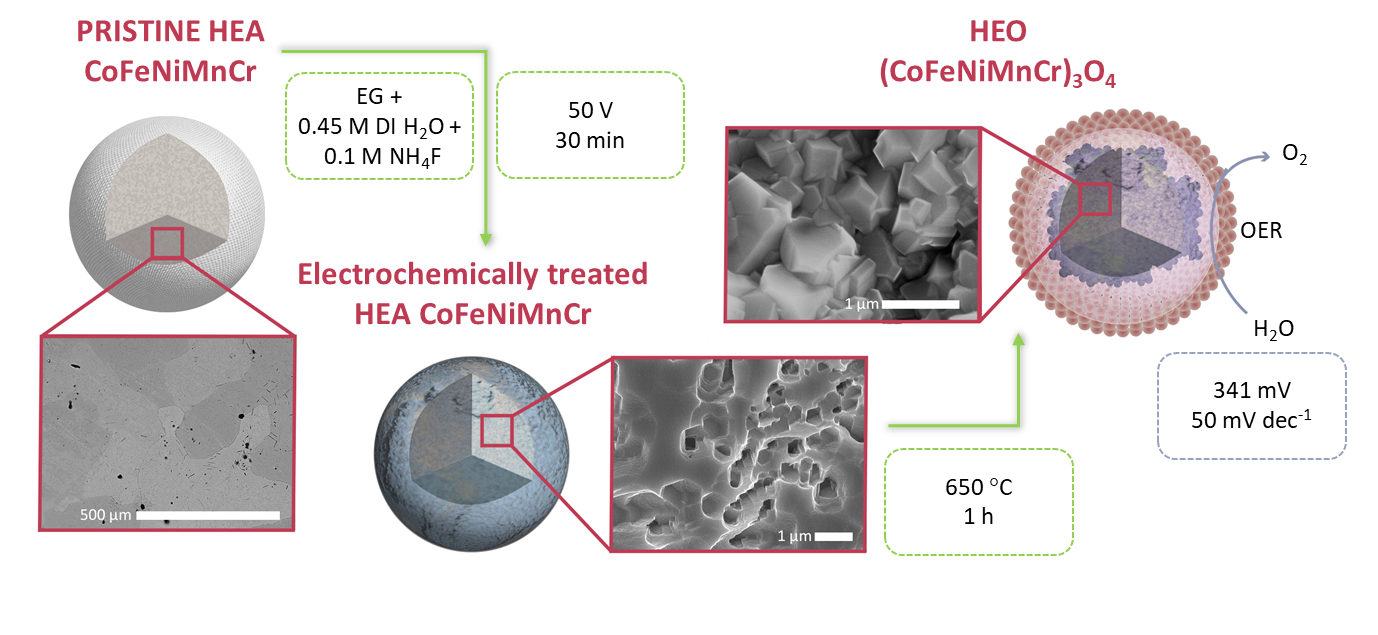 PRISTINE HEA
CoFeNiMnCr
EG +
0.45 M DI H₂O +
0.1 M NH₄F
50 V
30 min
Electrochemically treated
HEA CoFeNiMnCr
500 µm
1 µm
650 °C
1 h
HEO
(CoFeNiMnCr)₃O₄
1 µm
O₂
OER
H₂O
341 mV
50 mV dec⁻¹